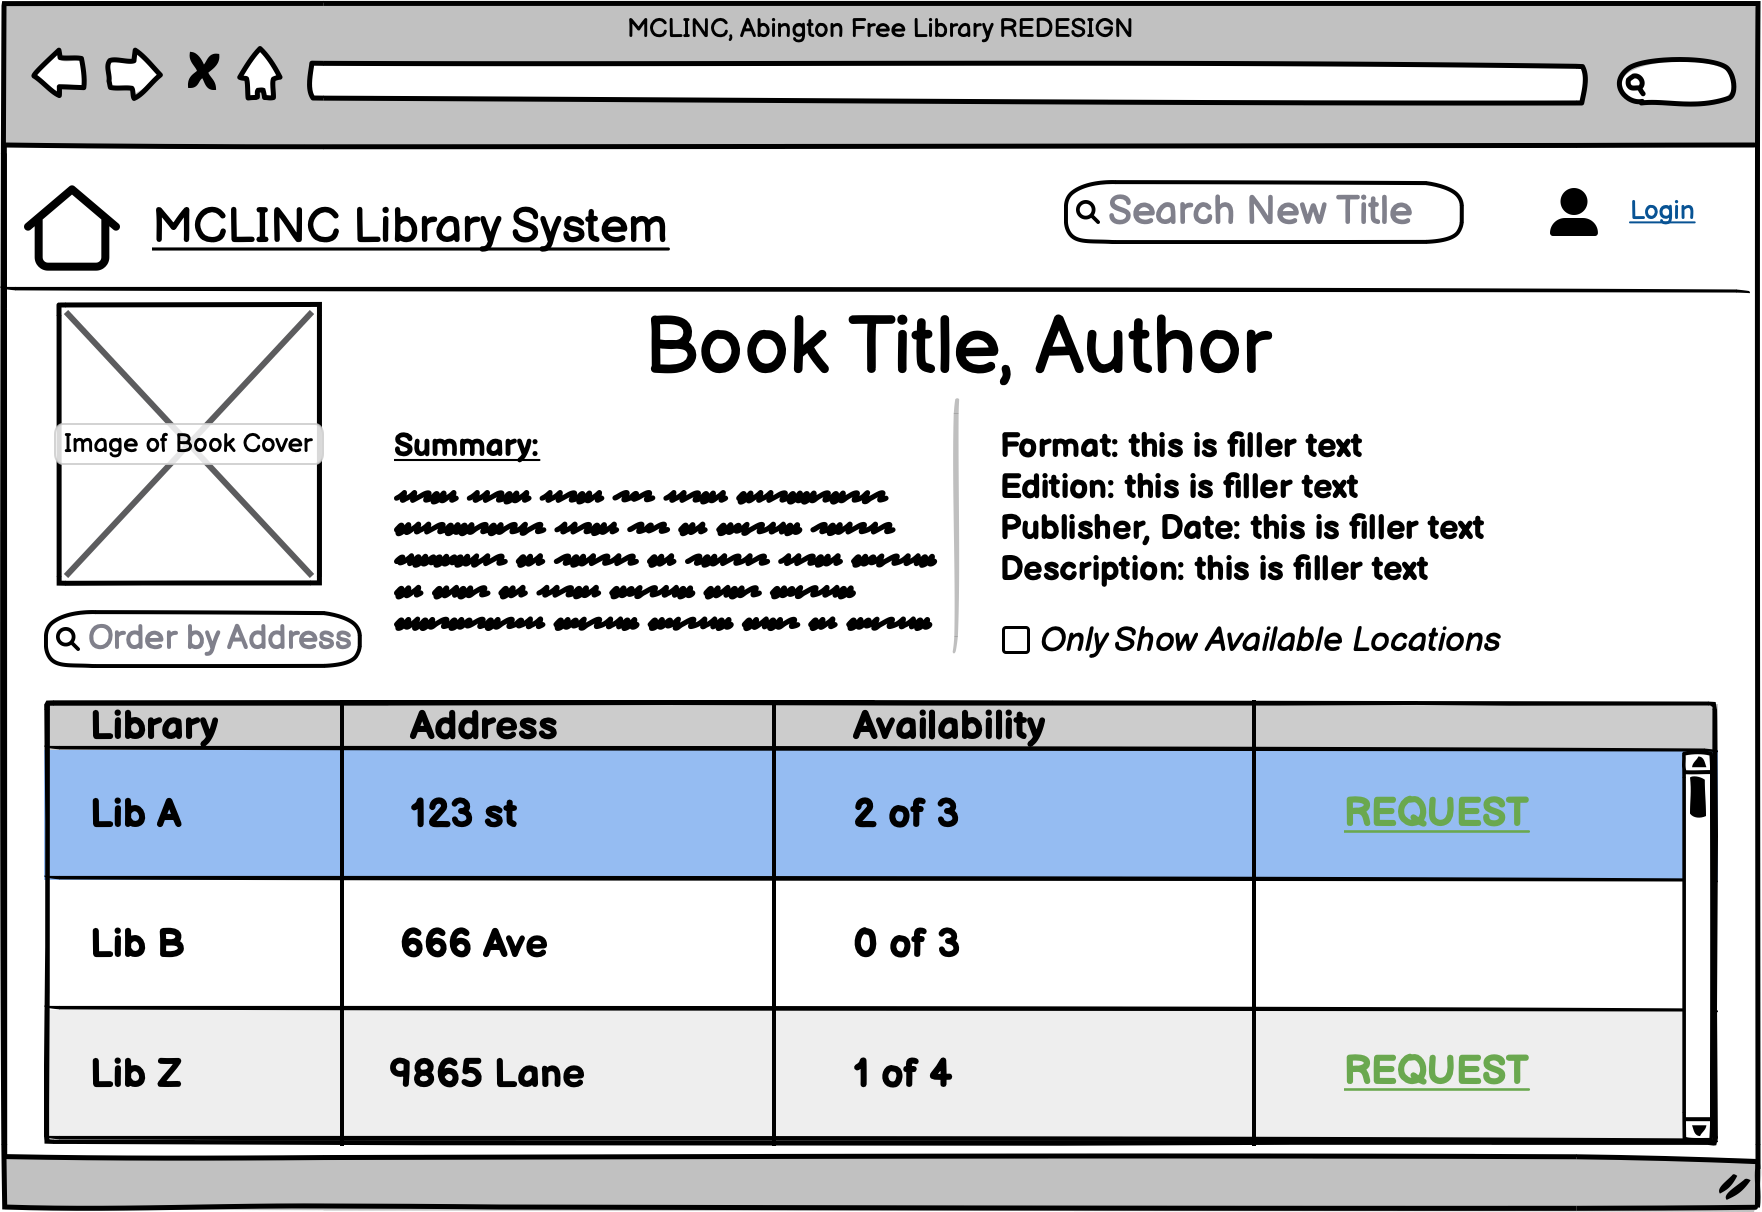 MCLINC, Abington Free Library REDESIGN
MCLINC Library System
Search New Title
Login
Book Title, Author
Image of Book Cover
Summary:
Format: this is filler text
Edition: this is filler text
Publisher, Date: this is filler text
Description: this is filler text
Order by Address
Only Show Available Locations
Library Address Availability
Lib A 123 st 2 of 3 REQUEST
Lib B 666 Ave 0 of 3
Lib Z 9865 Lane 1 of 4 REQUEST